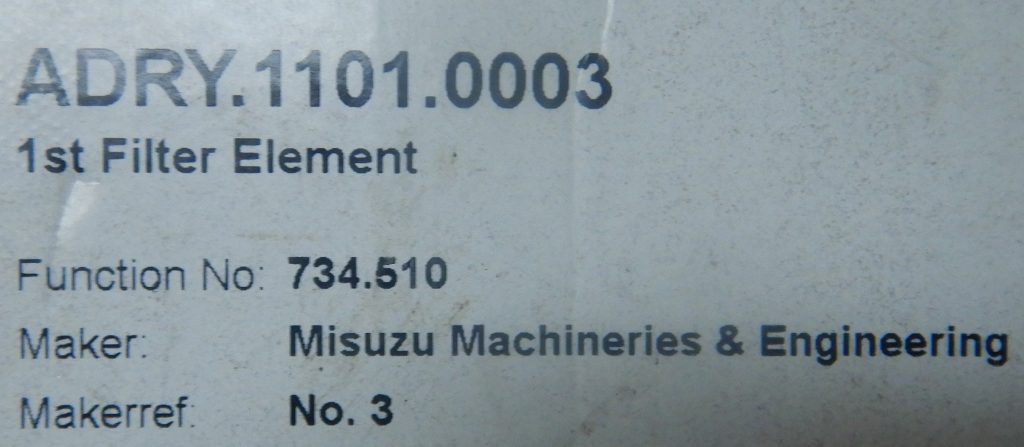 ADRY.1101.0003
1st Filter Element
Function No: 734.510
Maker: Misuzu Machineries & Engineering
Makerref: No. 3